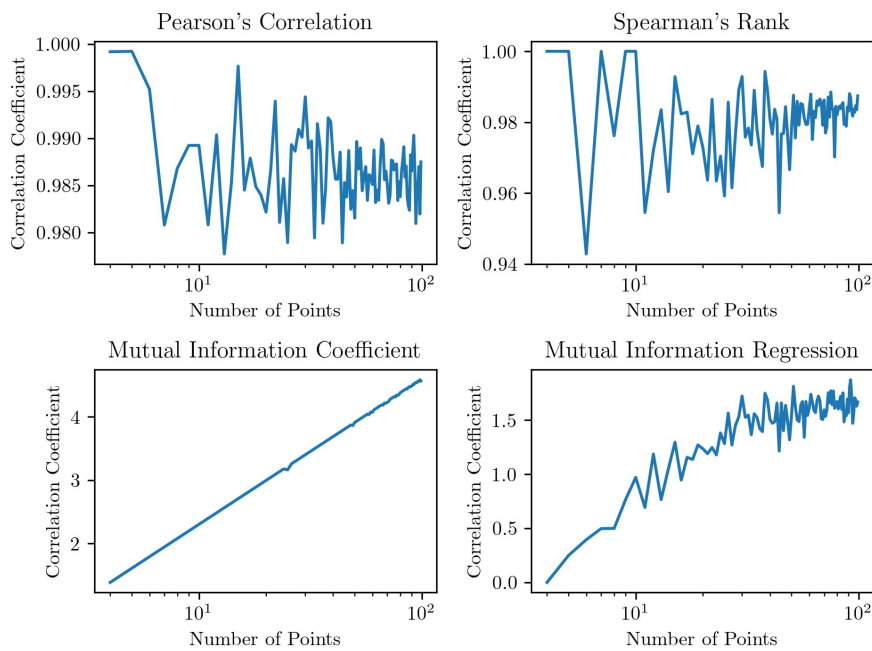 Pearson's Correlation
Correlation Coefficient
1.000
0.995
0.990
0.985
0.980
10^1
10^2
Number of Points
Spearman's Rank
Correlation Coefficient
1.00
0.98
0.96
0.94
10^1
10^2
Number of Points
Mutual Information Coefficient
Correlation Coefficient
4
3
2
10^1
10^2
Number of Points
Mutual Information Regression
Correlation Coefficient
1.5
1.0
0.5
0.0
10^1
10^2
Number of Points